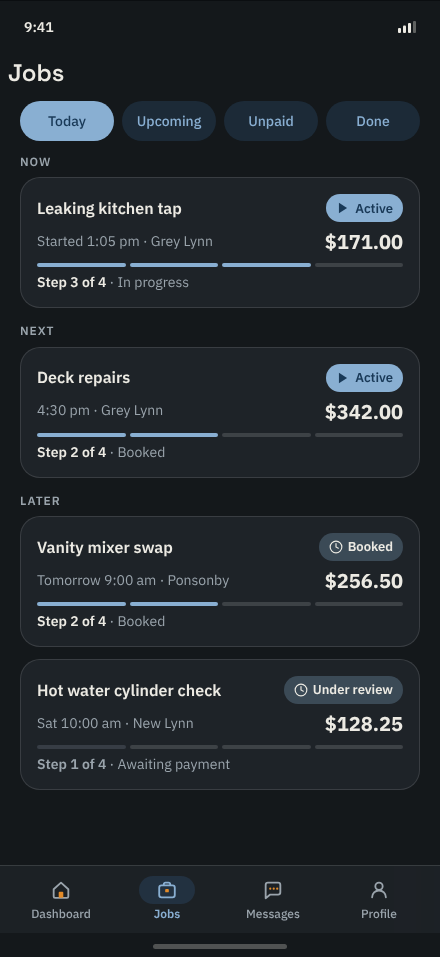 9:41
Jobs
Today Upcoming Unpaid Done
NOW
Leaking kitchen tap Active
Started 1:05 pm · Grey Lynn $171.00
Step 3 of 4 · In progress
NEXT
Deck repairs Active
4:30 pm · Grey Lynn $342.00
Step 2 of 4 · Booked
LATER
Vanity mixer swap Booked
Tomorrow 9:00 am · Ponsonby $256.50
Step 2 of 4 · Booked
Hot water cylinder check Under review
Sat 10:00 am · New Lynn $128.25
Step 1 of 4 · Awaiting payment
Dashboard Jobs Messages Profile